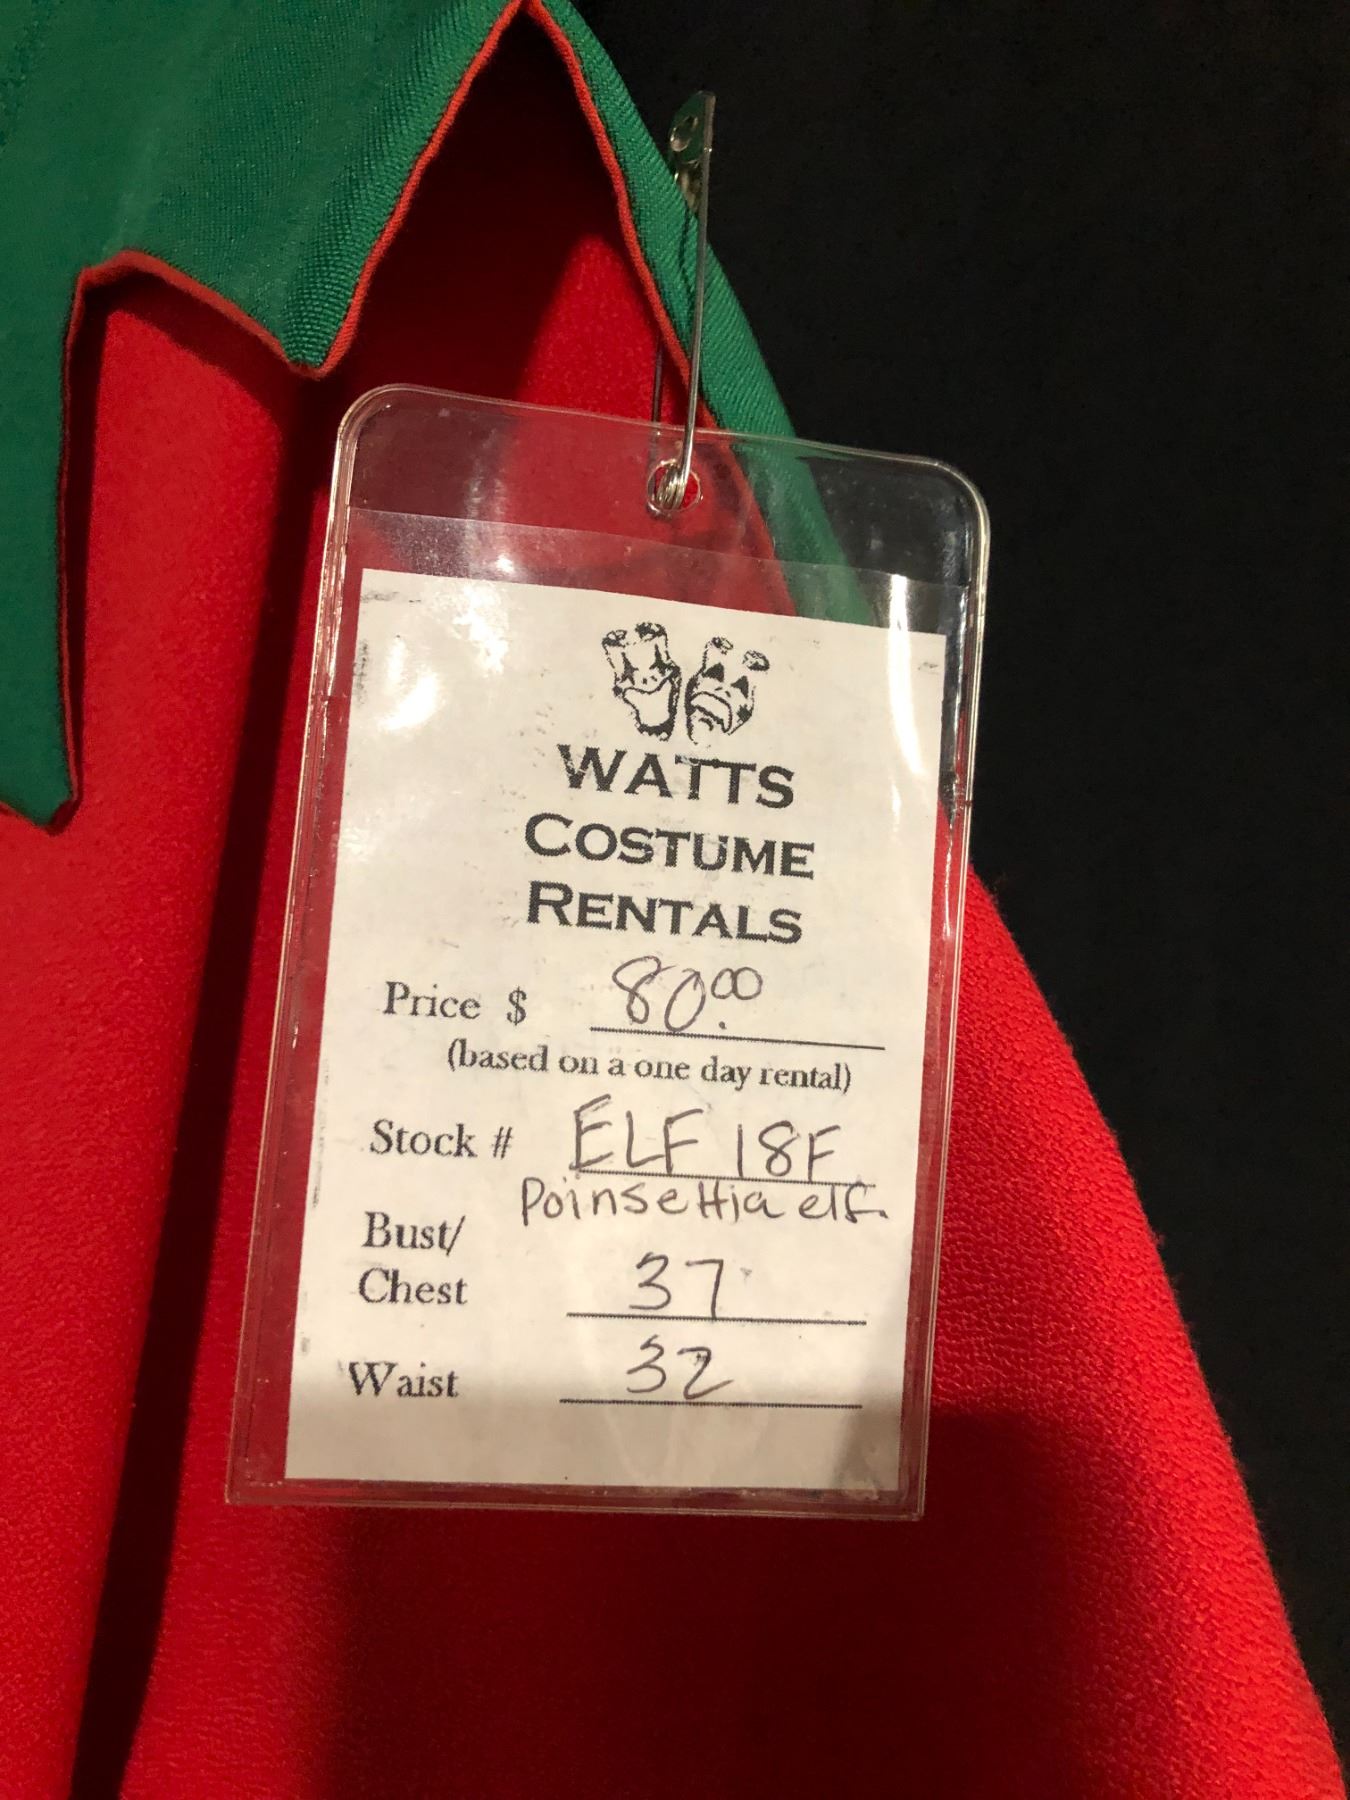 WATTS
COSTUME
RENTALS
Price $ 80.00
(based on a one day rental)
Stock # ELF 18F
Poinsettia elf.
Bust/
Chest 37
Waist 32